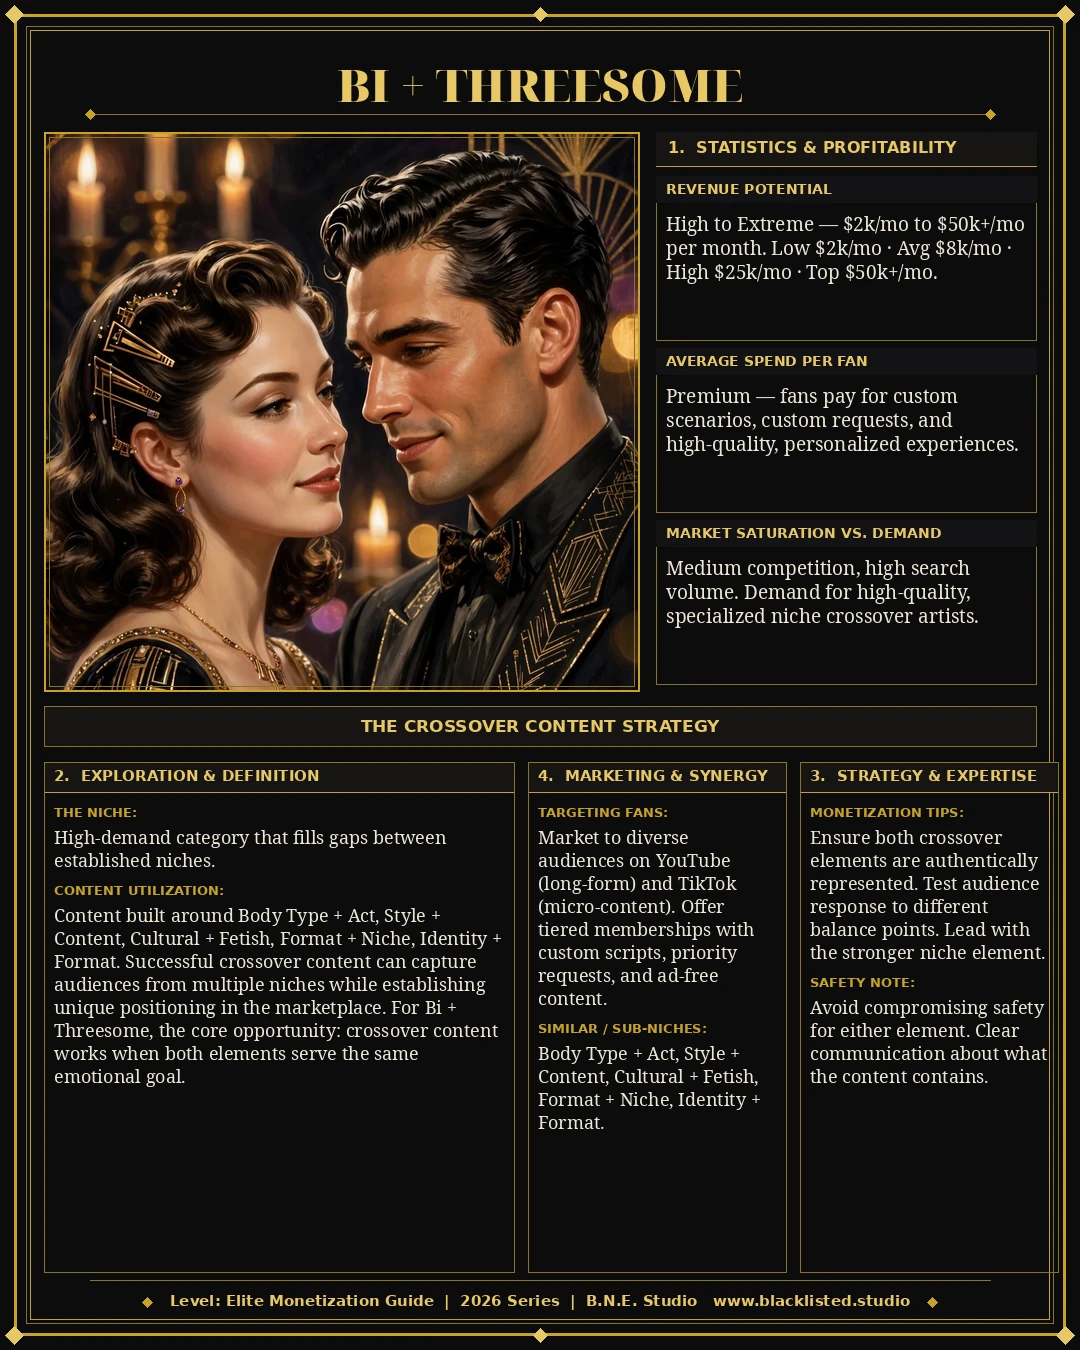 BI + THREESOME
1. STATISTICS & PROFITABILITY
REVENUE POTENTIAL
High to Extreme — $2k/mo to $50k+/mo
per month. Low $2k/mo · Avg $8k/mo ·
High $25k/mo · Top $50k+/mo.
AVERAGE SPEND PER FAN
Premium — fans pay for custom
scenarios, custom requests, and
high-quality, personalized experiences.
MARKET SATURATION VS. DEMAND
Medium competition, high search
volume. Demand for high-quality,
specialized niche crossover artists.
THE CROSSOVER CONTENT STRATEGY
2. EXPLORATION & DEFINITION
THE NICHE:
High-demand category that fills gaps between
established niches.
CONTENT UTILIZATION:
Content built around Body Type + Act, Style +
Content, Cultural + Fetish, Format + Niche, Identity +
Format. Successful crossover content can capture
audiences from multiple niches while establishing
unique positioning in the marketplace. For Bi +
Threesome, the core opportunity: crossover content
works when both elements serve the same
emotional goal.
4. MARKETING & SYNERGY
TARGETING FANS:
Market to diverse
audiences on YouTube
(long-form) and TikTok
(micro-content). Offer
tiered memberships with
custom scripts, priority
requests, and ad-free
content.
SIMILAR / SUB-NICHES:
Body Type + Act, Style +
Content, Cultural + Fetish,
Format + Niche, Identity +
Format.
3. STRATEGY & EXPERTISE
MONETIZATION TIPS:
Ensure both crossover
elements are authentically
represented. Test audience
response to different
balance points. Lead with
the stronger niche element.
SAFETY NOTE:
Avoid compromising safety
for either element. Clear
communication about what
the content contains.
Level: Elite Monetization Guide | 2026 Series | B.N.E. Studio www.blacklisted.studio